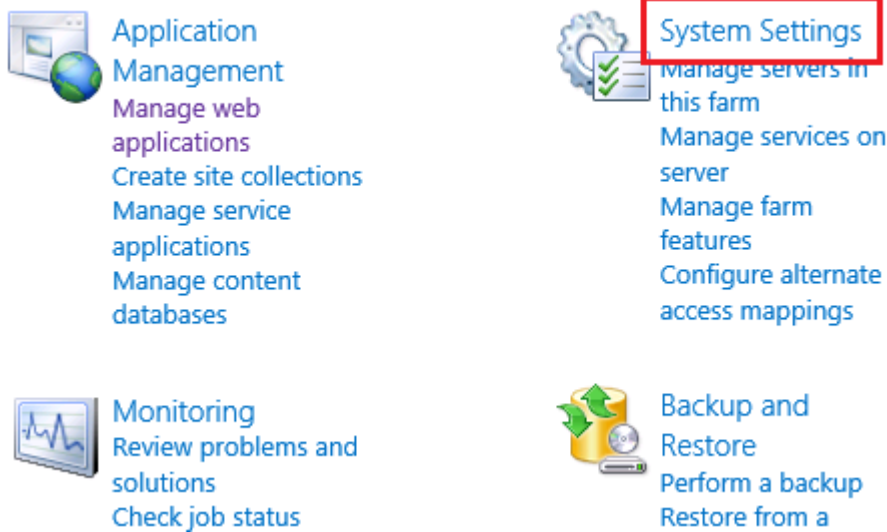 Application
Management
Manage web
applications
Create site collections
Manage service
applications
Manage content
databases
System Settings
Manage servers in
this farm
Manage services on
server
Manage farm
features
Configure alternate
access mappings
Monitoring
Review problems and
solutions
Check job status
Backup and
Restore
Perform a backup
Restore from a